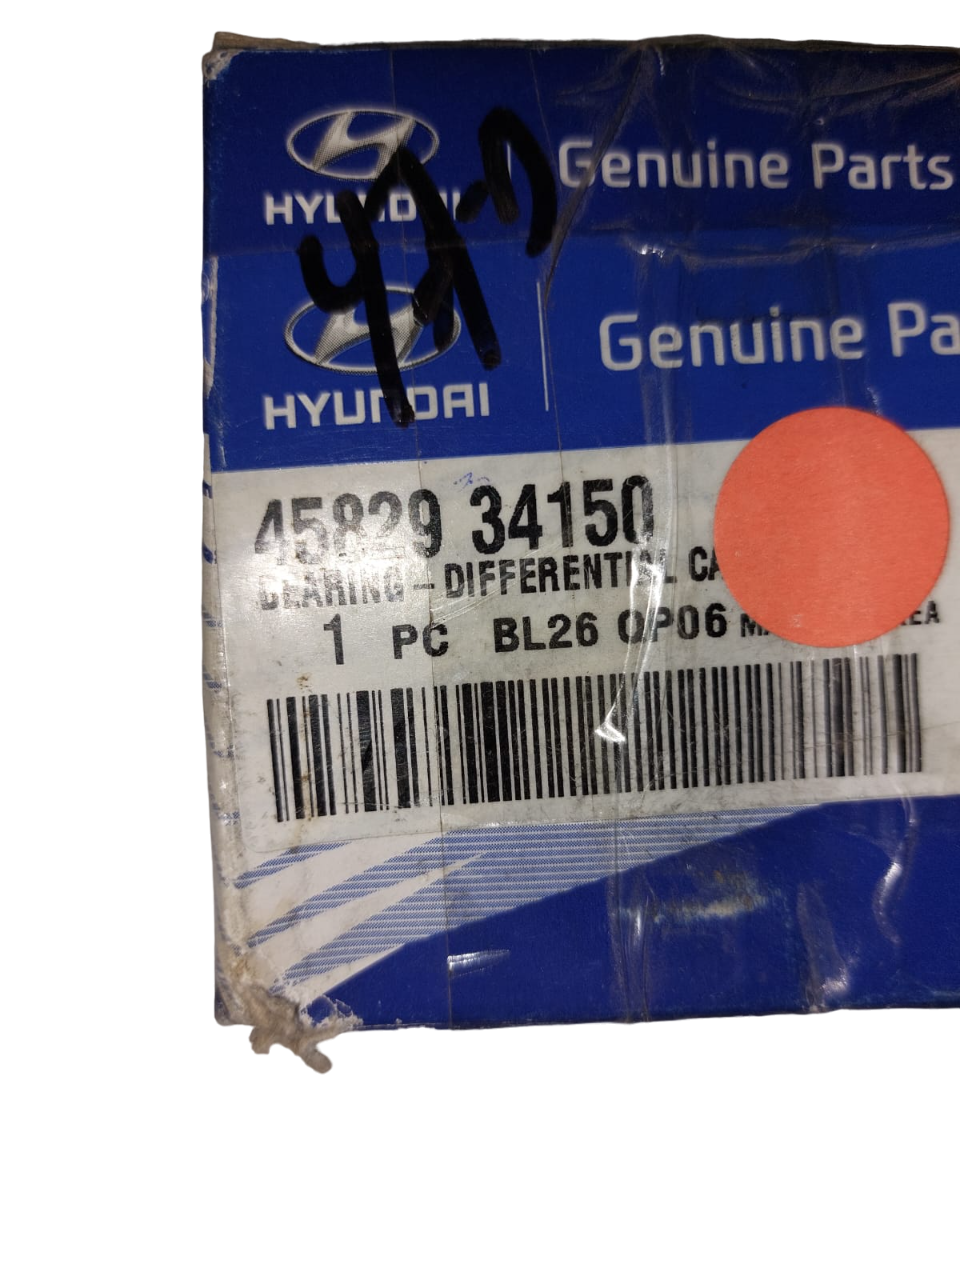 HYUNDAI
Genuine Parts
HYUNDAI
Genuine Pa
45829 34150
BEARING - DIFFERENTIAL CA
1 PC BL26 OP06